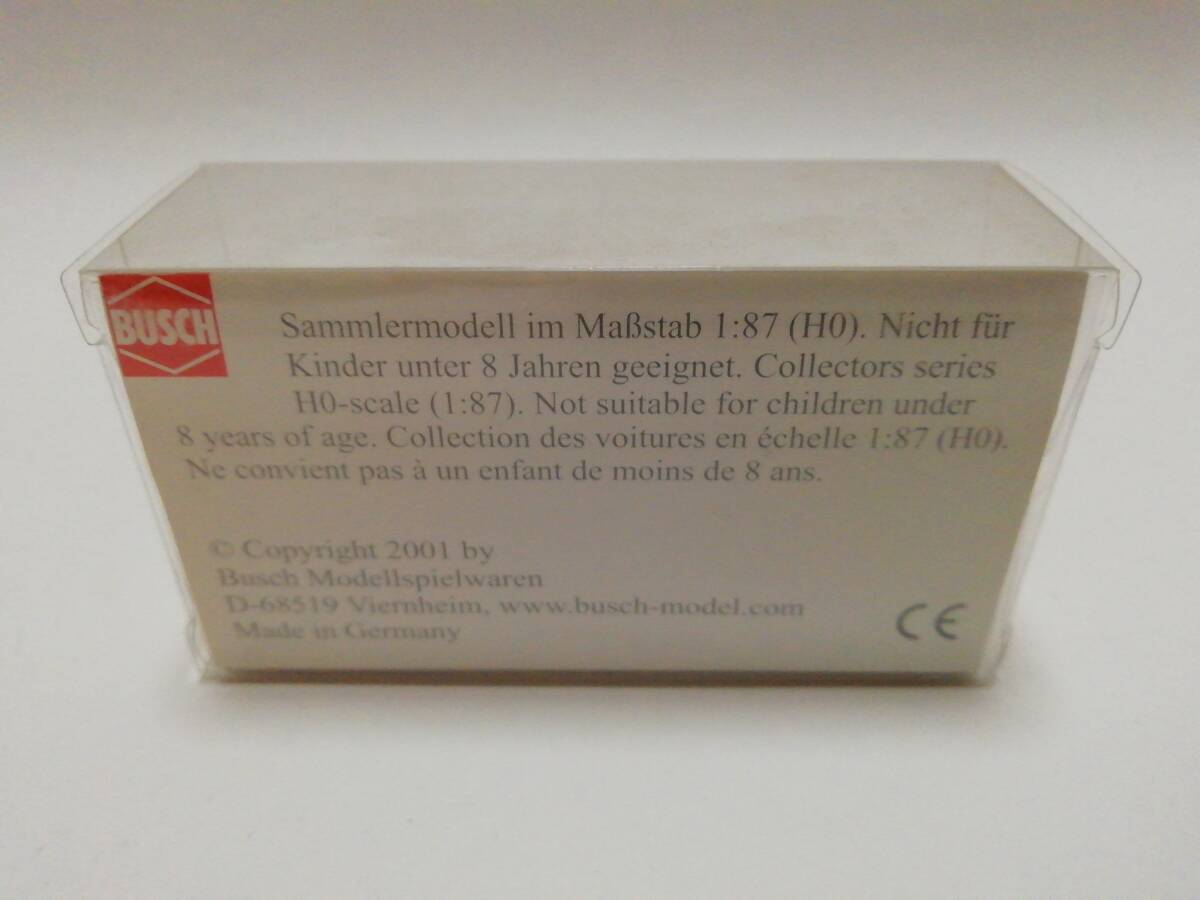 BUSCH
Sammlermodell im Maßstab 1:87 (H0). Nicht für
Kinder unter 8 Jahren geeignet. Collectors series
H0-scale (1:87). Not suitable for children under
8 years of age. Collection des voitures en échelle 1:87 (H0).
Ne convient pas à un enfant de moins de 8 ans.
© Copyright 2001 by
Busch Modellspielwaren
D-68519 Viernheim, www.busch-model.com
Made in Germany
CE